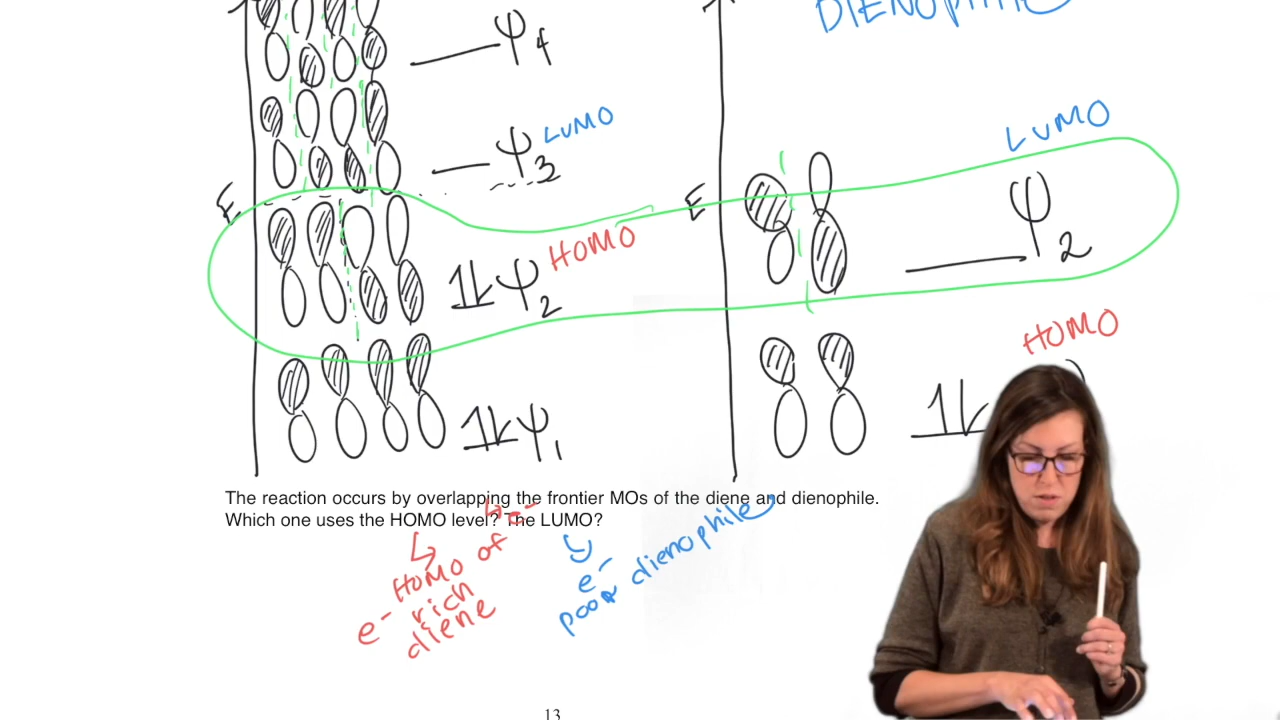 DIENOPHILE
ψ4
ψ3 LUMO
LUMO
E
E
ψ2
HOMO
ψ2
HOMO
ψ1
The reaction occurs by overlapping the frontier MOs of the diene and dienophile.
Which one uses the HOMO level? The LUMO?
↳ e-
HOMO of
e- rich
diene
e-
poor dienophile
13